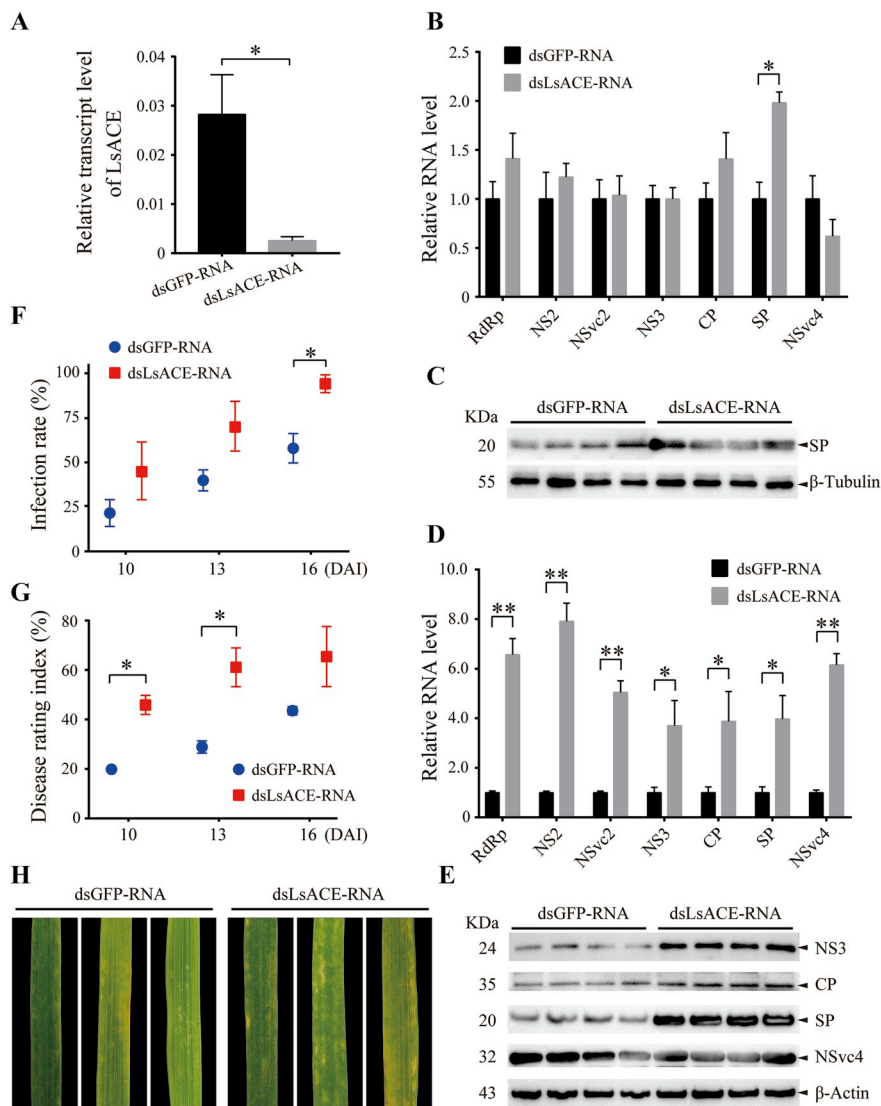 A
Relative transcript level
of LsACE
0.04
0.03
0.02
0.01
0
*
dsGFP-RNA
dsLsACE-RNA
B
dsGFP-RNA
dsLsACE-RNA
Relative RNA level
2.5
2.0
1.5
1.0
0.5
0
*
RdRp
NS2
NSvc2
NS3
CP
SP
NSvc4
F
dsGFP-RNA
dsLsACE-RNA
Infection rate (%)
100
75
50
25
0
*
10 13 16 (DAI)
C
KDa dsGFP-RNA dsLsACE-RNA
20 SP
55 β-Tubulin
G
Disease rating index (%)
80
60
40
20
0
* *
dsGFP-RNA
dsLsACE-RNA
10 13 16 (DAI)
D
dsGFP-RNA
dsLsACE-RNA
Relative RNA level
10.0
8.0
6.0
4.0
2.0
0
** ** ** * * * **
RdRp
NS2
NSvc2
NS3
CP
SP
NSvc4
H
dsGFP-RNA dsLsACE-RNA
E
KDa dsGFP-RNA dsLsACE-RNA
24 NS3
35 CP
20 SP
32 NSvc4
43 β-Actin